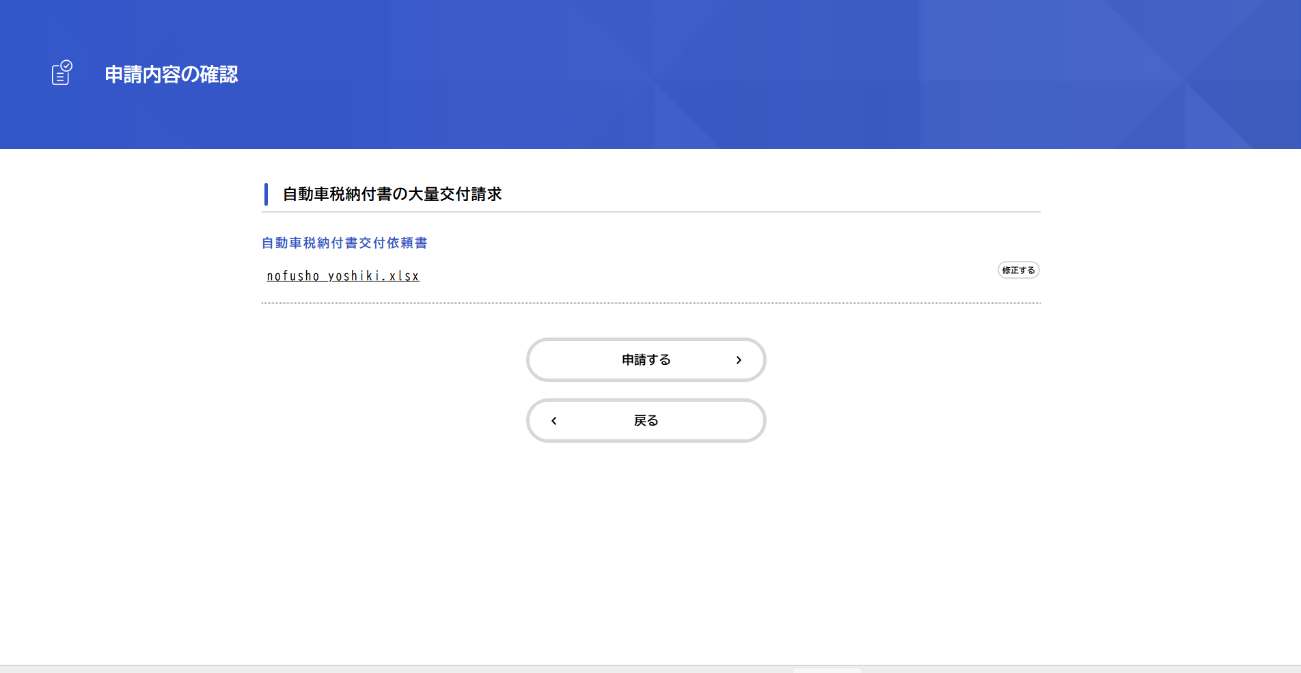 申請内容の確認
自動車税納付書の大量交付請求
自動車税納付書交付依頼書
nofusho_yoshiki.xlsx
修正する
申請する
戻る